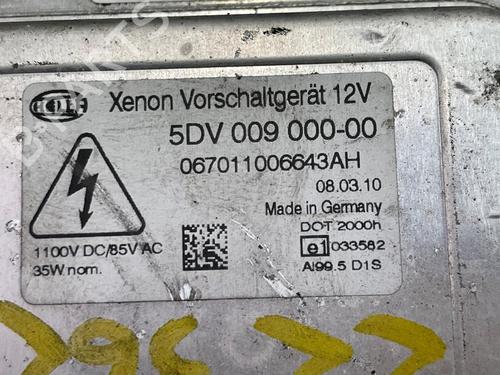 HELLA
Xenon Vorschaltgerät 12V
5DV 009 000-00
067011006643AH
08.03.10
Made in Germany
DOT 2000h
e1 033582
Al99.5 D1S
1100V DC/85V AC
35W nom.